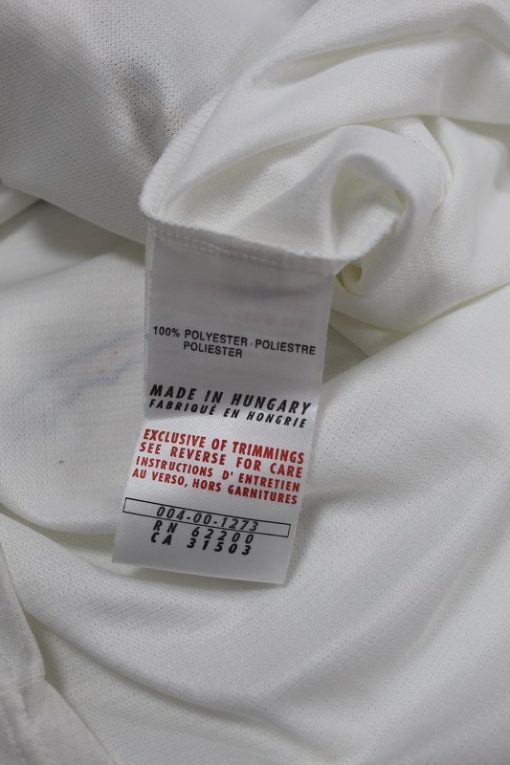 100% POLYESTER - POLIESTRE
POLIESTER
MADE IN HUNGARY
FABRIQUÉ EN HONGRIE
EXCLUSIVE OF TRIMMINGS
SEE REVERSE FOR CARE
INSTRUCTIONS D' ENTRETIEN
AU VERSO, HORS GARNITURES
004-00-1273
RN 62200
CA 31503